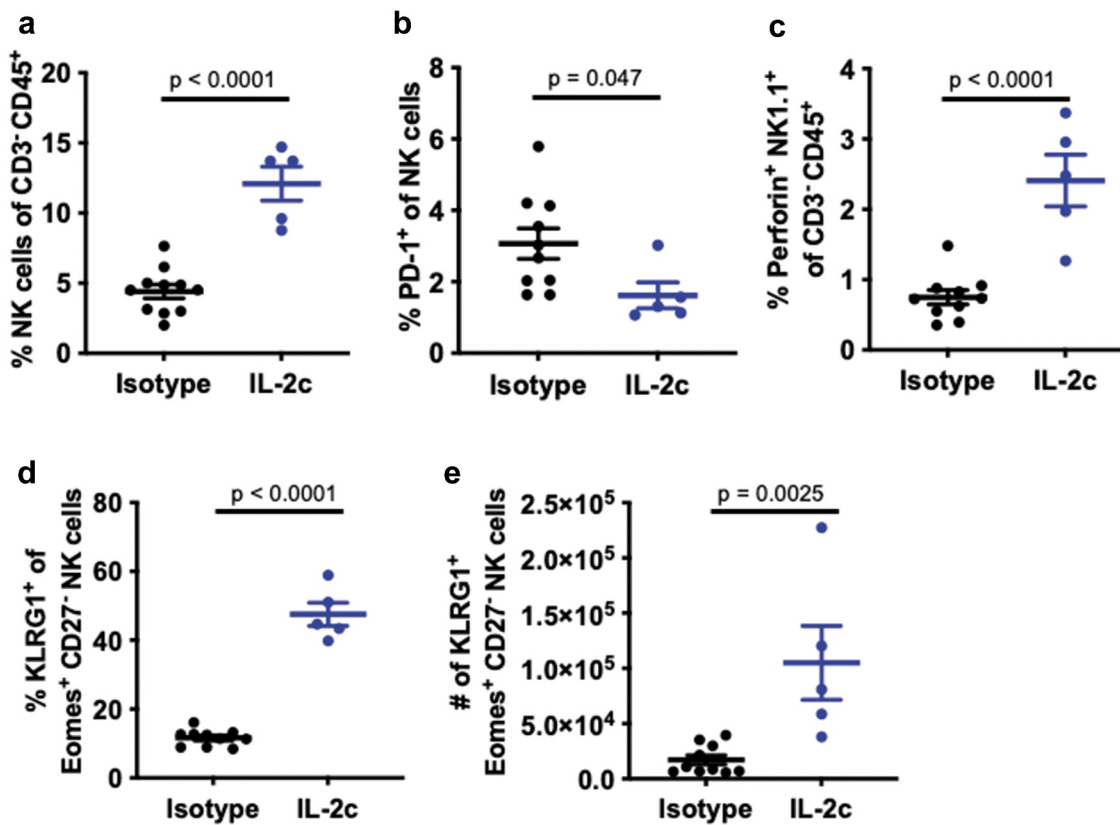 a
% NK cells of CD3⁻ CD45⁺
20
15
10
5
0
p < 0.0001
Isotype
IL-2c
b
% PD-1⁺ of NK cells
8
6
4
2
0
p = 0.047
Isotype
IL-2c
c
% Perforin⁺ NK1.1⁺
of CD3⁻ CD45⁺
4
3
2
1
0
p < 0.0001
Isotype
IL-2c
d
% KLRG1⁺ of
Eomes⁺ CD27⁻ NK cells
80
60
40
20
0
p < 0.0001
Isotype
IL-2c
e
# of KLRG1⁺
Eomes⁺ CD27⁻ NK cells
2.5×10⁵
2.0×10⁵
1.5×10⁵
1.0×10⁵
5.0×10⁴
0.0
p = 0.0025
Isotype
IL-2c